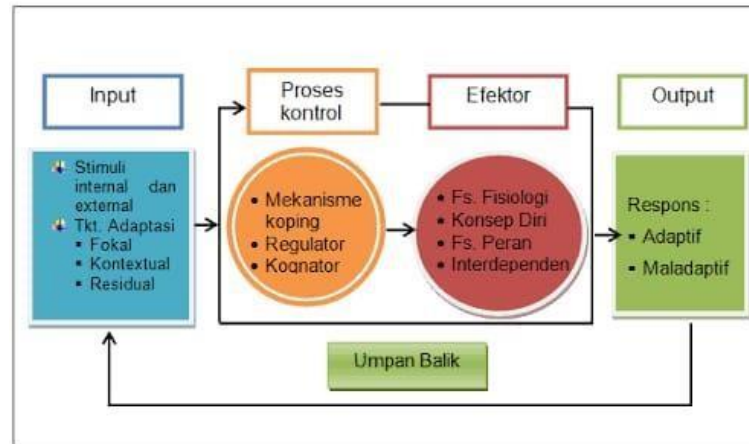 Input
Proses
kontrol
Efektor
Output
Stimuli
internal dan
external
Tkt. Adaptasi
Fokal
Kontextual
Residual
• Mekanisme
koping
• Regulator
• Kognator
• Fs. Fisiologi
• Konsep Diri
• Fs. Peran
• Interdependen
Respons :
▪ Adaptif
▪ Maladaptif
Umpan Balik